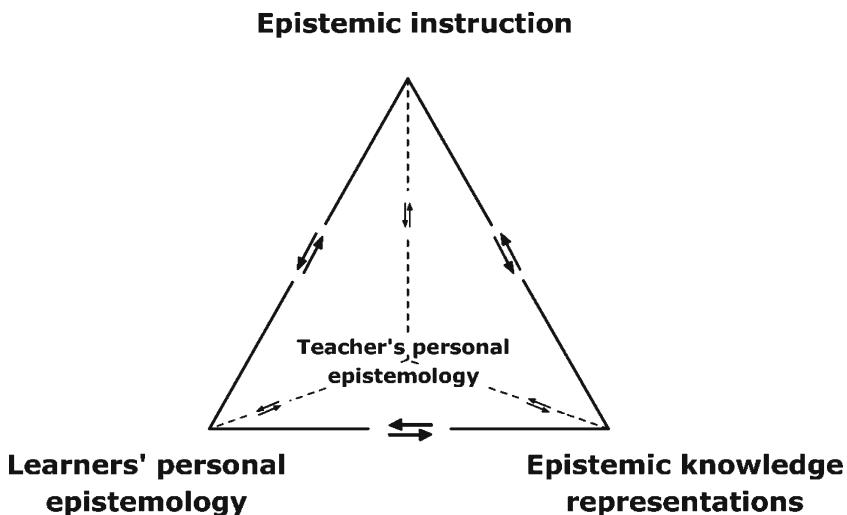 Epistemic instruction
Teacher's personal
epistemology
Learners' personal
epistemology
Epistemic knowledge
representations